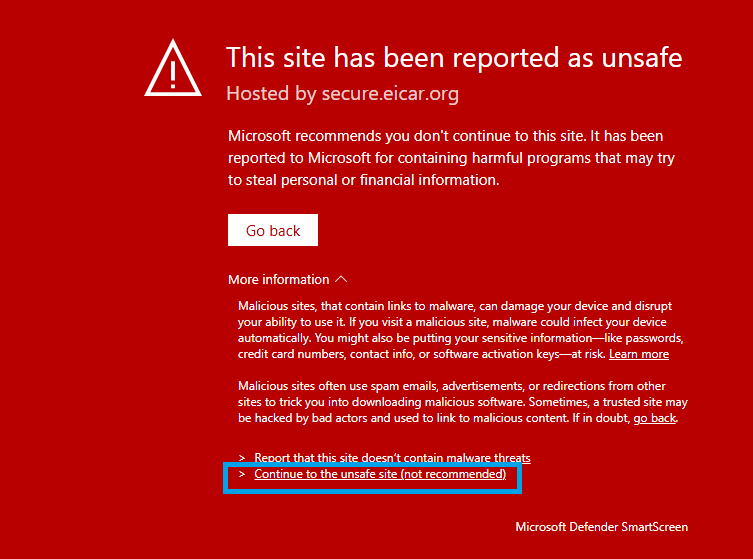 This site has been reported as unsafe
Hosted by secure.eicar.org
Microsoft recommends you don't continue to this site. It has been
reported to Microsoft for containing harmful programs that may try
to steal personal or financial information.
Go back
More information
Malicious sites, that contain links to malware, can damage your device and disrupt
your ability to use it. If you visit a malicious site, malware could infect your device
automatically. You might also be putting your sensitive information—like passwords,
credit card numbers, contact info, or software activation keys—at risk. Learn more
Malicious sites often use spam emails, advertisements, or redirections from other
sites to trick you into downloading malicious software. Sometimes, a trusted site may
be hacked by bad actors and used to link to malicious content. If in doubt, go back.
> Report that this site doesn't contain malware threats
> Continue to the unsafe site (not recommended)
Microsoft Defender SmartScreen